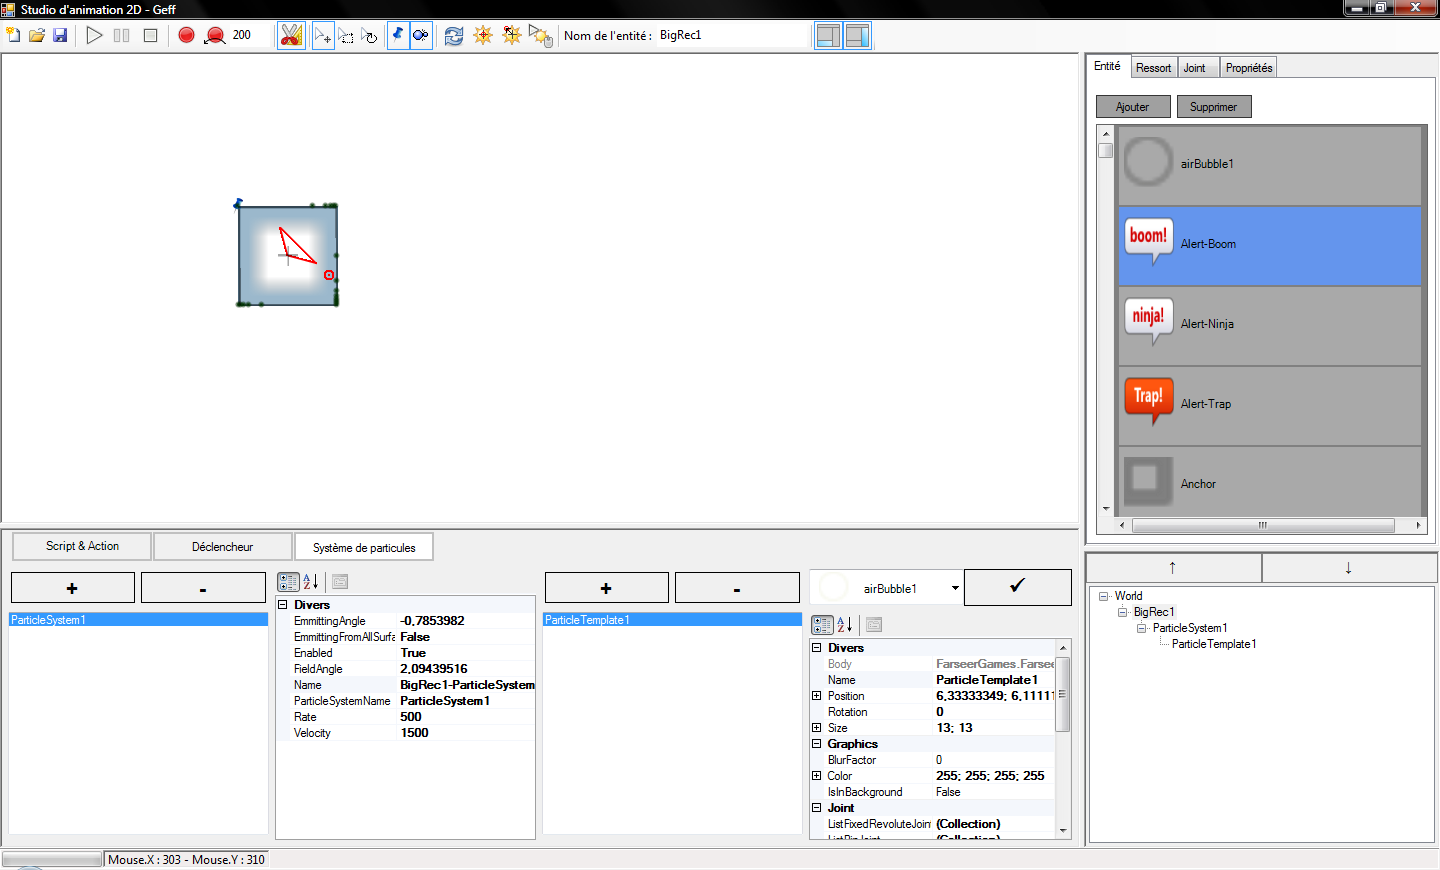 Studio d'animation 2D - Geff
200
Nom de l'entité : BigRec1
Entité Ressort Joint Propriétés
Ajouter Supprimer
airBubble1
boom! Alert-Boom
ninja! Alert-Ninja
Trap! Alert-Trap
Anchor
Script & Action Déclencheur Système de particules
+ - + - airBubble1 ✓
ParticleSystem1
Divers
EmmittingAngle -0,7853982
EmmittingFromAllSurfa False
Enabled True
FieldAngle 2,09439516
Name BigRec1-ParticleSystem
ParticleSystemName ParticleSystem1
Rate 500
Velocity 1500
ParticleTemplate1
Divers
Body FarseerGames.Farsee
Name ParticleTemplate1
Position 6,33333349; 6,1111
Rotation 0
Size 13; 13
Graphics
BlurFactor 0
Color 255; 255; 255; 255
IsInBackground False
Joint
ListFixedRevoluteJoin (Collection)
ListPinJoint (Collection)
↑ ↓
World
BigRec1
ParticleSystem1
ParticleTemplate1
Mouse.X : 303 - Mouse.Y : 310